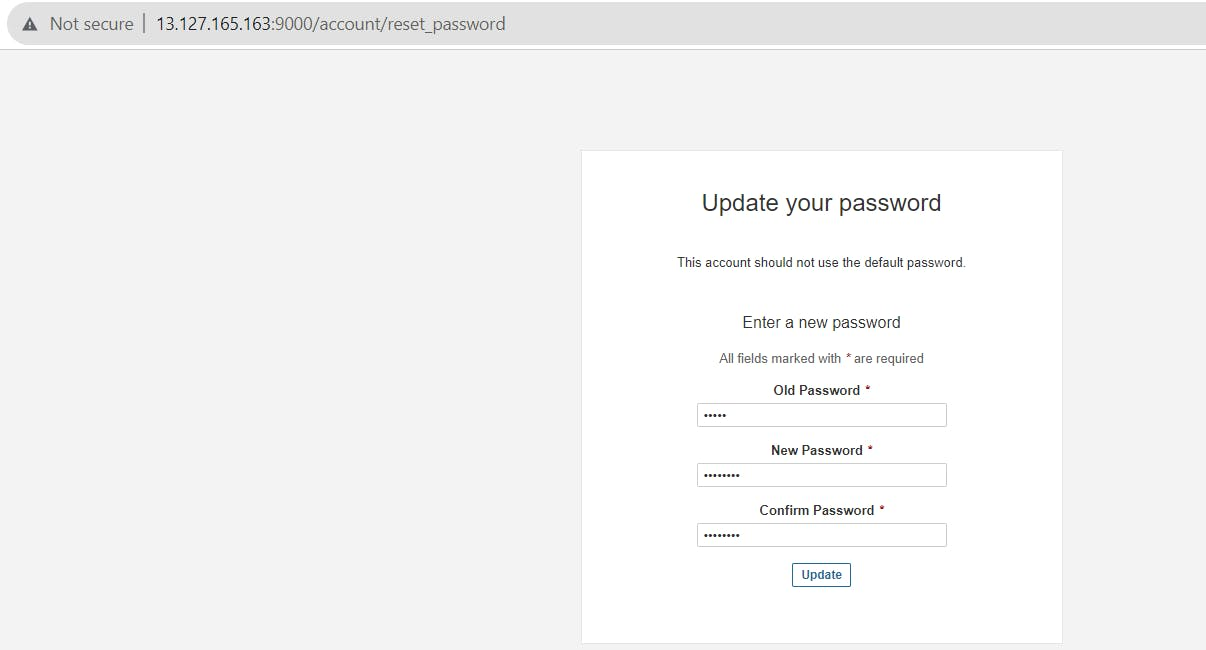 Not secure | 13.127.165.163:9000/account/reset_password
Update your password
This account should not use the default password.
Enter a new password
All fields marked with * are required
Old Password *
•••••
New Password *
••••••••
Confirm Password *
••••••••
Update